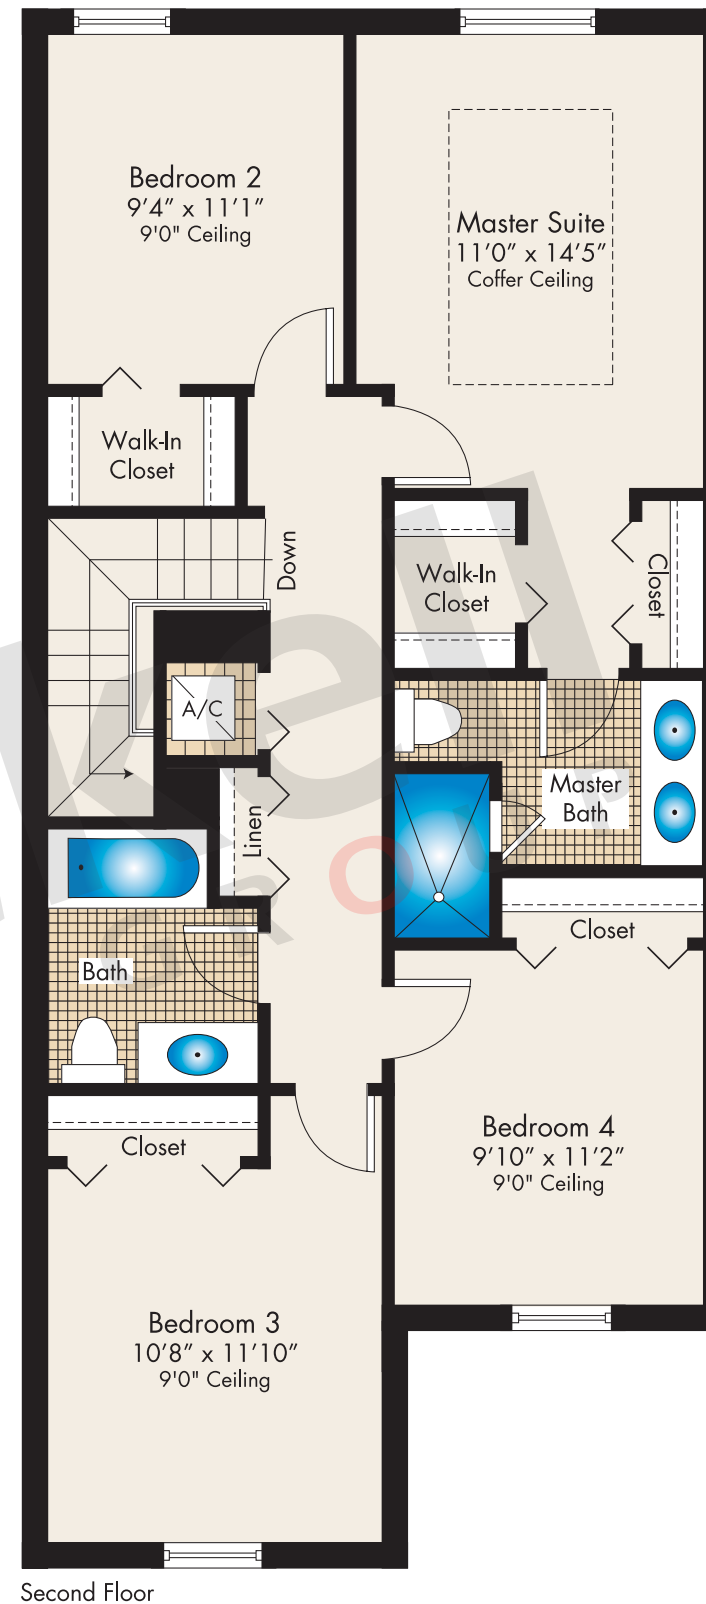 Bedroom 2
9'4" x 11'1"
9'0" Ceiling
Master Suite
11'0" x 14'5"
Coffer Ceiling
Walk-In
Closet
Down
Walk-In
Closet
Closet
A/C
Master
Bath
Linen
Closet
Bath
GROUP
Closet
Bedroom 4
9'10" x 11'2"
9'0" Ceiling
Bedroom 3
10'8" x 11'10"
9'0" Ceiling
Second Floor